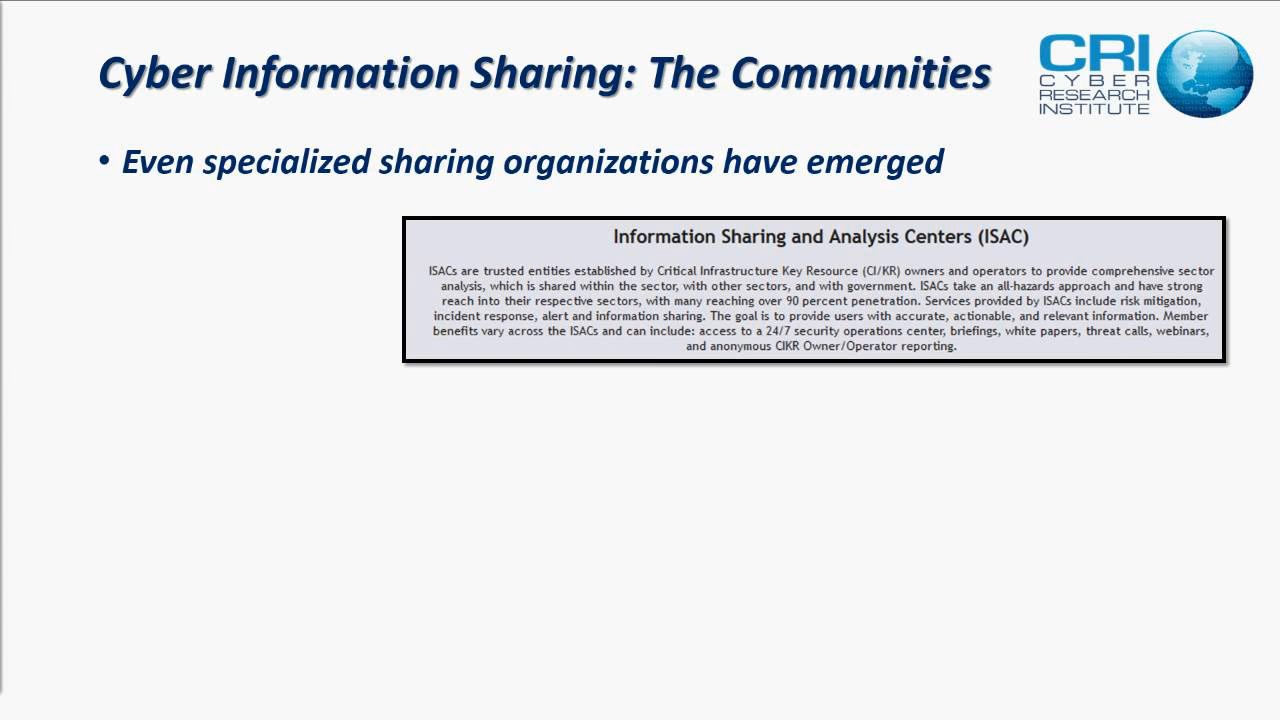 Cyber Information Sharing: The Communities
CRI
CYBER
RESEARCH
INSTITUTE
• Even specialized sharing organizations have emerged
Information Sharing and Analysis Centers (ISAC)
ISACs are trusted entities established by Critical Infrastructure Key Resource (CI/KR) owners and operators to provide comprehensive sector
analysis, which is shared within the sector, with other sectors, and with government. ISACs take an all-hazards approach and have strong
reach into their respective sectors, with many reaching over 90 percent penetration. Services provided by ISACs include risk mitigation,
incident response, alert and information sharing. The goal is to provide users with accurate, actionable, and relevant information. Member
benefits vary across the ISACs and can include: access to a 24/7 security operations center, briefings, white papers, threat calls, webinars,
and anonymous CIKR Owner/Operator reporting.